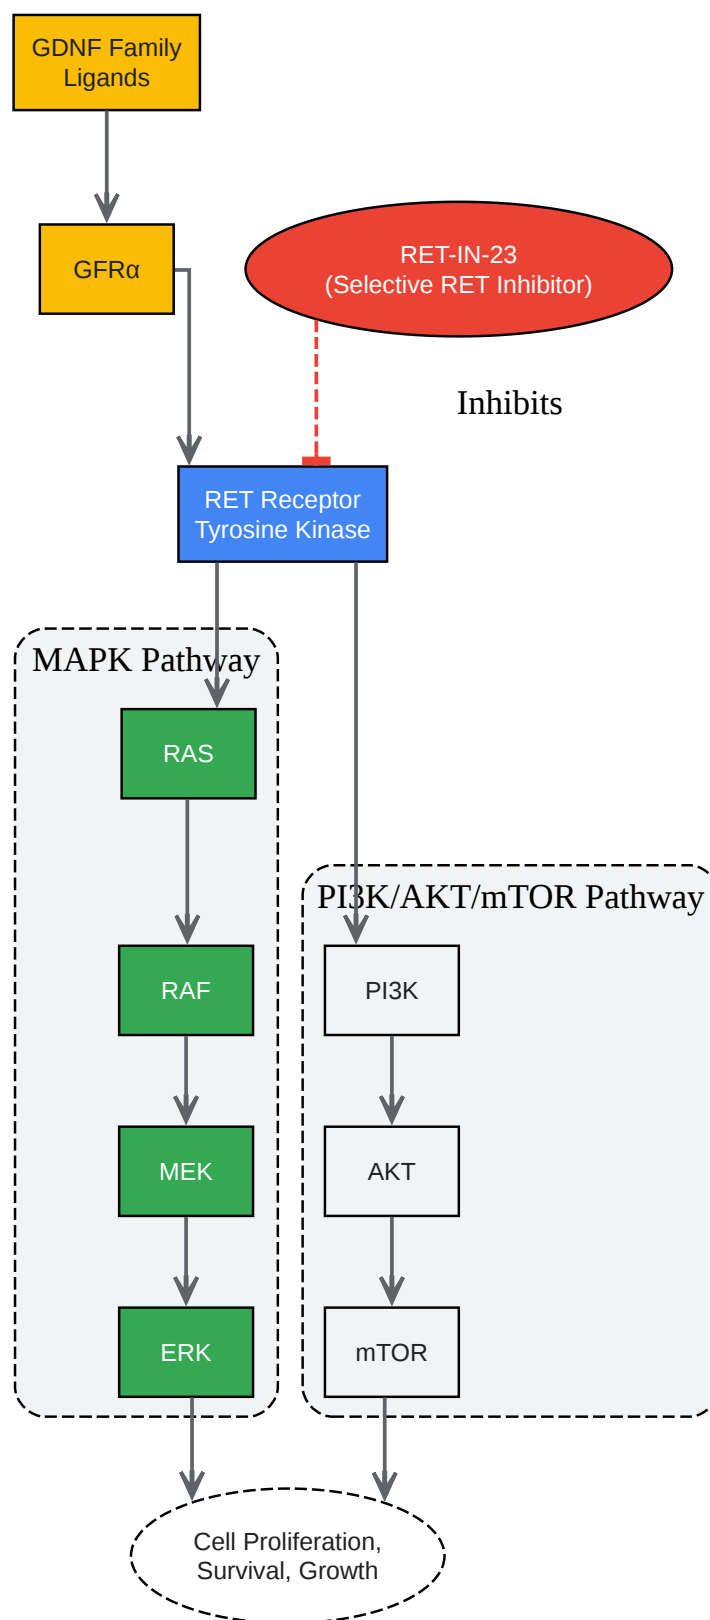 GDNF Family
Ligands
GFRα
RET-IN-23
(Selective RET Inhibitor)
Inhibits
RET Receptor
Tyrosine Kinase
MAPK Pathway
RAS
PI3K/AKT/mTOR Pathway
RAF
PI3K
MEK
AKT
ERK
mTOR
Cell Proliferation,
Survival, Growth